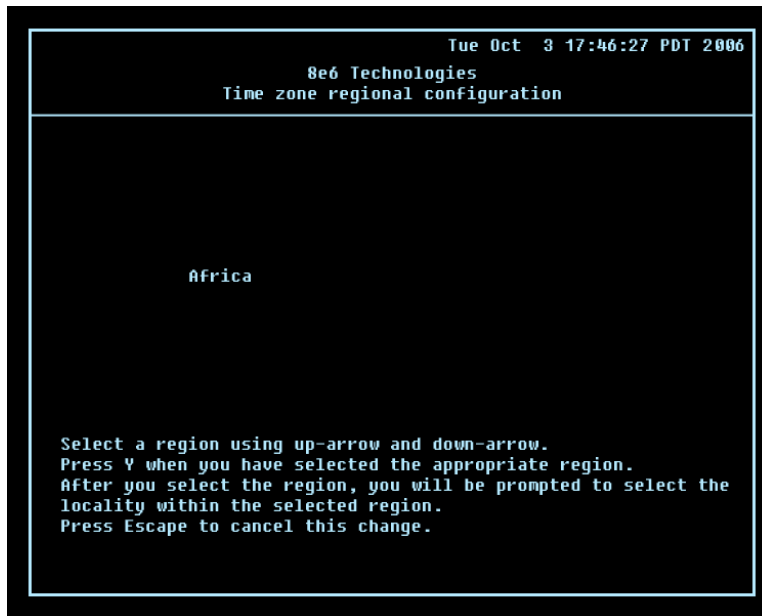 Tue Oct  3 17:46:27 PDT 2006
8e6 Technologies
Time zone regional configuration
Africa
Select a region using up-arrow and down-arrow.
Press Y when you have selected the appropriate region.
After you select the region, you will be prompted to select the
locality within the selected region.
Press Escape to cancel this change.